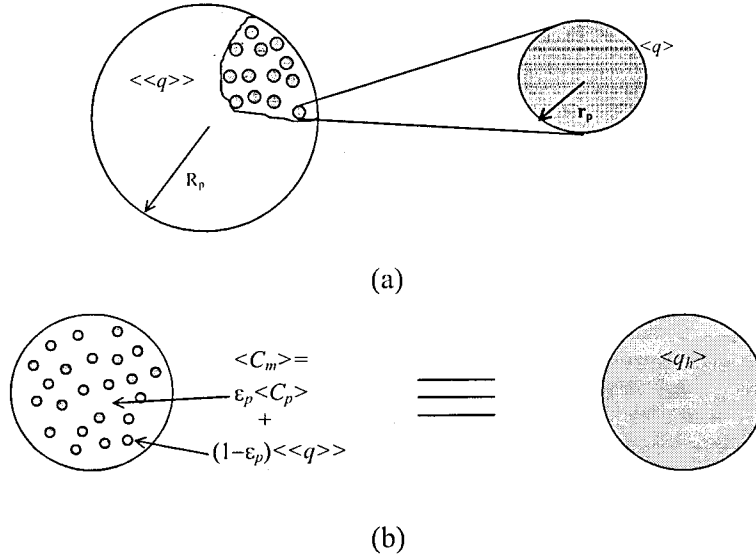 <<q>>
<q>
r_p
R_p
(a)
<C_m>=
ε_p<C_p>
+
(1-ε_p)<<q>>
<q_h>
(b)